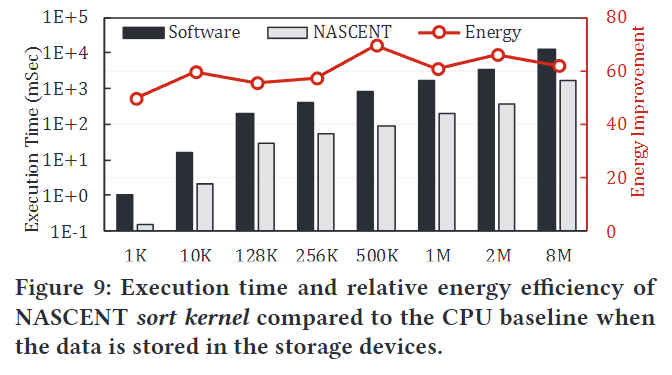 Software NASCENT Energy
Execution Time (mSec)
1E+5
1E+4
1E+3
1E+2
1E+1
1E+0
1E-1
80
60
40
20
0
Energy Improvement
1K 10K 128K 256K 500K 1M 2M 8M
Figure 9: Execution time and relative energy efficiency of
NASCENT sort kernel compared to the CPU baseline when
the data is stored in the storage devices.